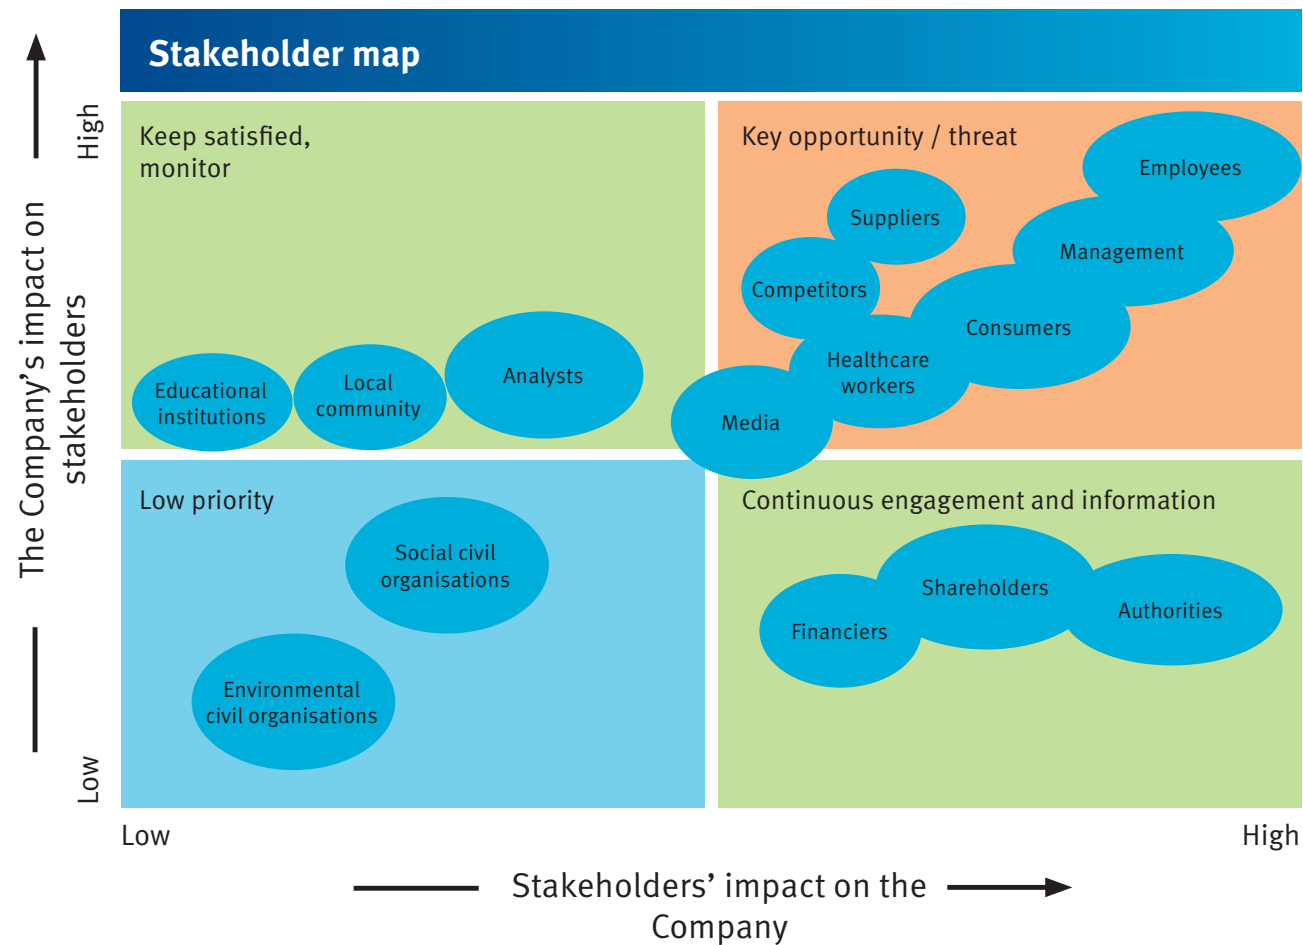 Stakeholder map
High
The Company’s impact on
stakeholders
Low
Keep satisfied,
monitor
Educational
institutions
Local
community
Analysts
Key opportunity / threat
Employees
Suppliers
Management
Competitors
Consumers
Healthcare
workers
Media
Low priority
Social civil
organisations
Environmental
civil organisations
Continuous engagement and information
Shareholders
Financiers
Authorities
Low
High
Stakeholders’ impact on the
Company